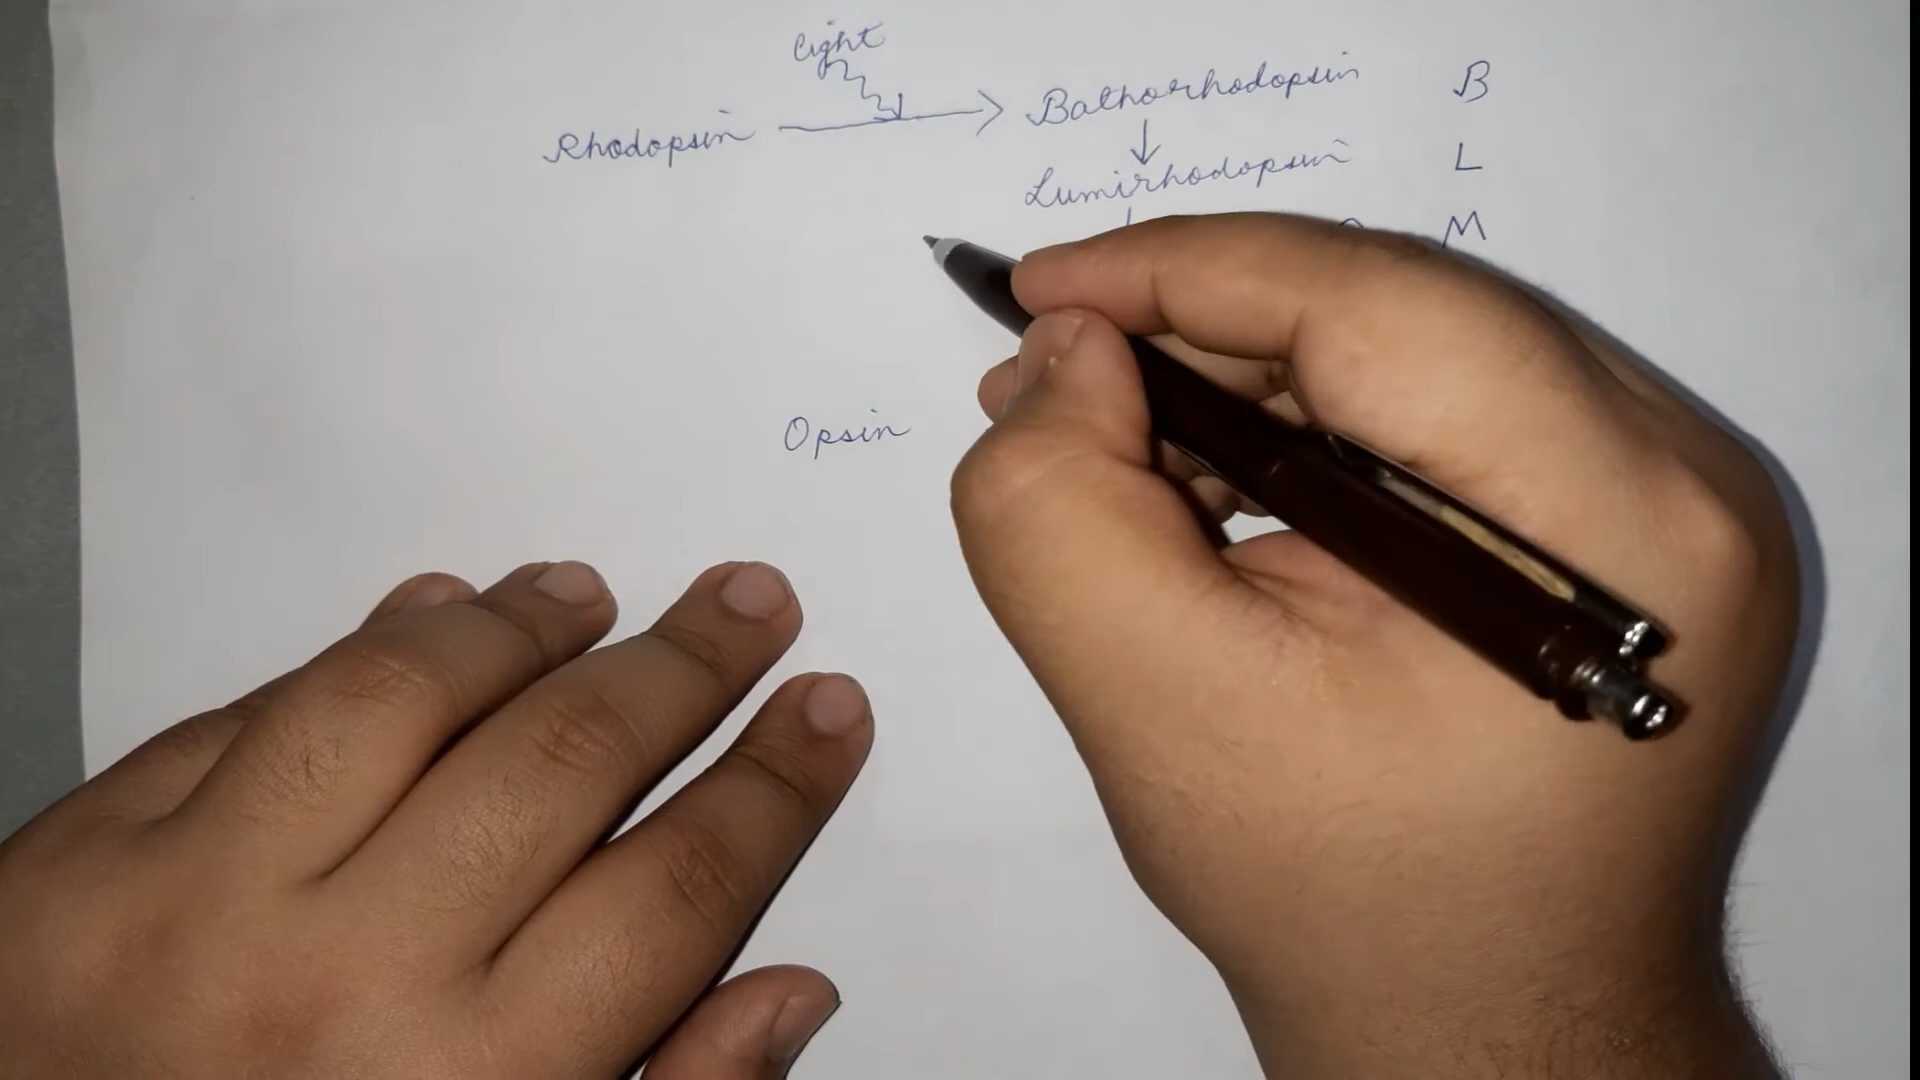 light
Rhodopsin → Bathorhodopsin B
↓
Lumirhodopsin L
M
Opsin